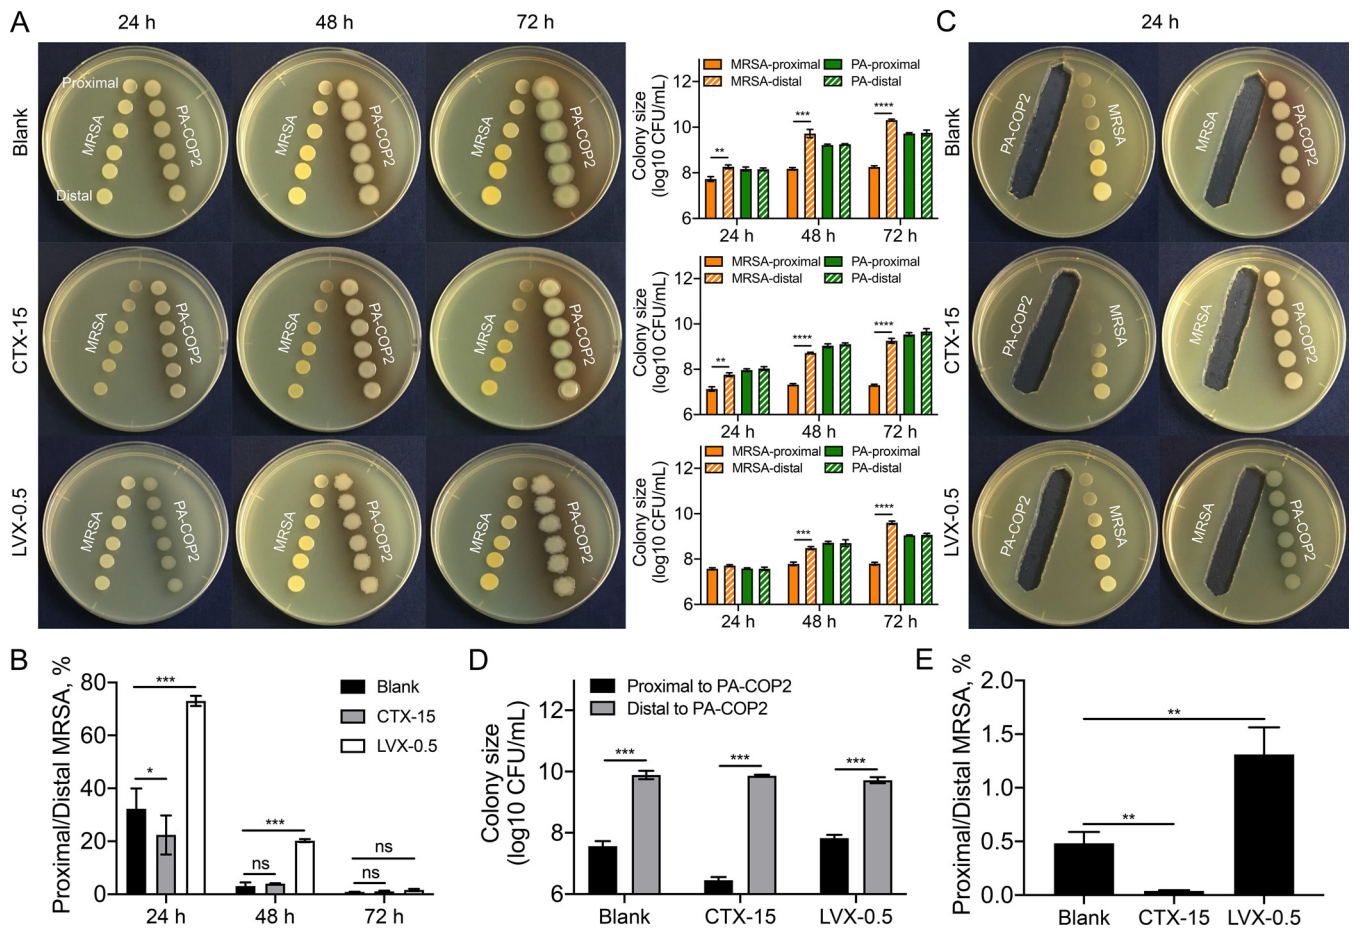 A
24 h
48 h
72 h
Blank
Proximal
MRSA
PA-COP2
Distal
MRSA
PA-COP2
MRSA
PA-COP2
CTX-15
MRSA
PA-COP2
MRSA
PA-COP2
MRSA
PA-COP2
LVX-0.5
MRSA
PA-COP2
MRSA
PA-COP2
MRSA
PA-COP2
MRSA-proximal
MRSA-distal
PA-proximal
PA-distal
Colony size
(log10 CFU/mL)
12
10
8
6
**
***
****
24 h
48 h
72 h
MRSA-proximal
MRSA-distal
PA-proximal
PA-distal
Colony size
(log10 CFU/mL)
12
10
8
6
**
****
****
24 h
48 h
72 h
MRSA-proximal
MRSA-distal
PA-proximal
PA-distal
Colony size
(log10 CFU/mL)
12
10
8
6
***
****
24 h
48 h
72 h
C
24 h
Blank
PA-COP2
MRSA
MRSA
PA-COP2
CTX-15
PA-COP2
MRSA
MRSA
PA-COP2
LVX-0.5
PA-COP2
MRSA
MRSA
PA-COP2
B
Proximal/Distal MRSA, %
80
60
40
20
0
***
*
***
ns
ns
ns
Blank
CTX-15
LVX-0.5
24 h
48 h
72 h
D
Colony size
(log10 CFU/mL)
12
10
8
6
Proximal to PA-COP2
Distal to PA-COP2
***
***
***
Blank
CTX-15
LVX-0.5
E
Proximal/Distal MRSA, %
2.0
1.5
1.0
0.5
0.0
**
**
Blank
CTX-15
LVX-0.5